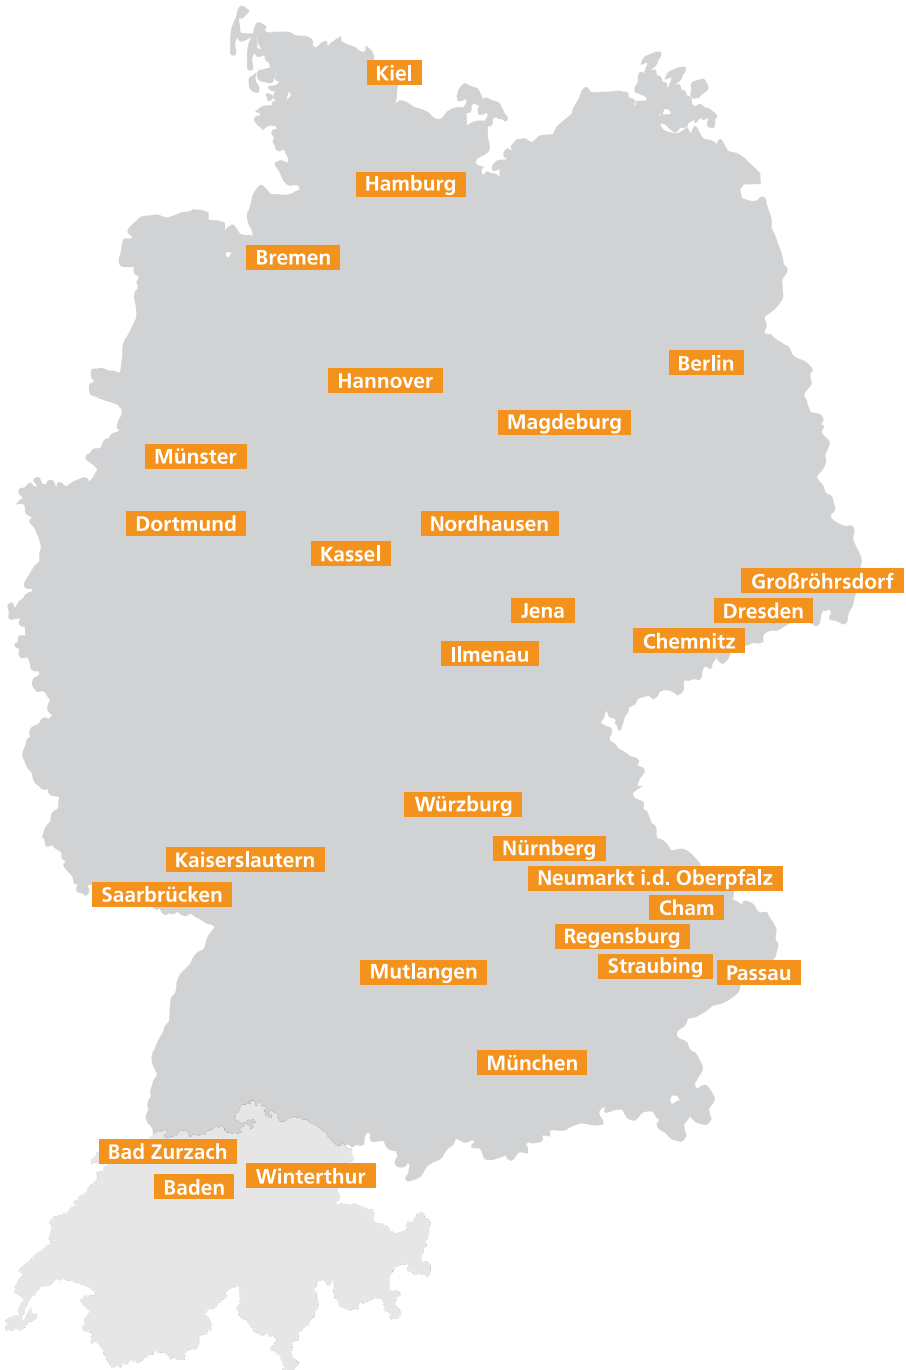 Kiel
Hamburg
Bremen
Berlin
Hannover
Magdeburg
Münster
Dortmund
Nordhausen
Kassel
Großröhrsdorf
Jena
Dresden
Chemnitz
Ilmenau
Würzburg
Nürnberg
Kaiserslautern
Neumarkt i.d. Oberpfalz
Saarbrücken
Cham
Regensburg
Straubing
Mutlangen
Passau
München
Bad Zurzach
Winterthur
Baden